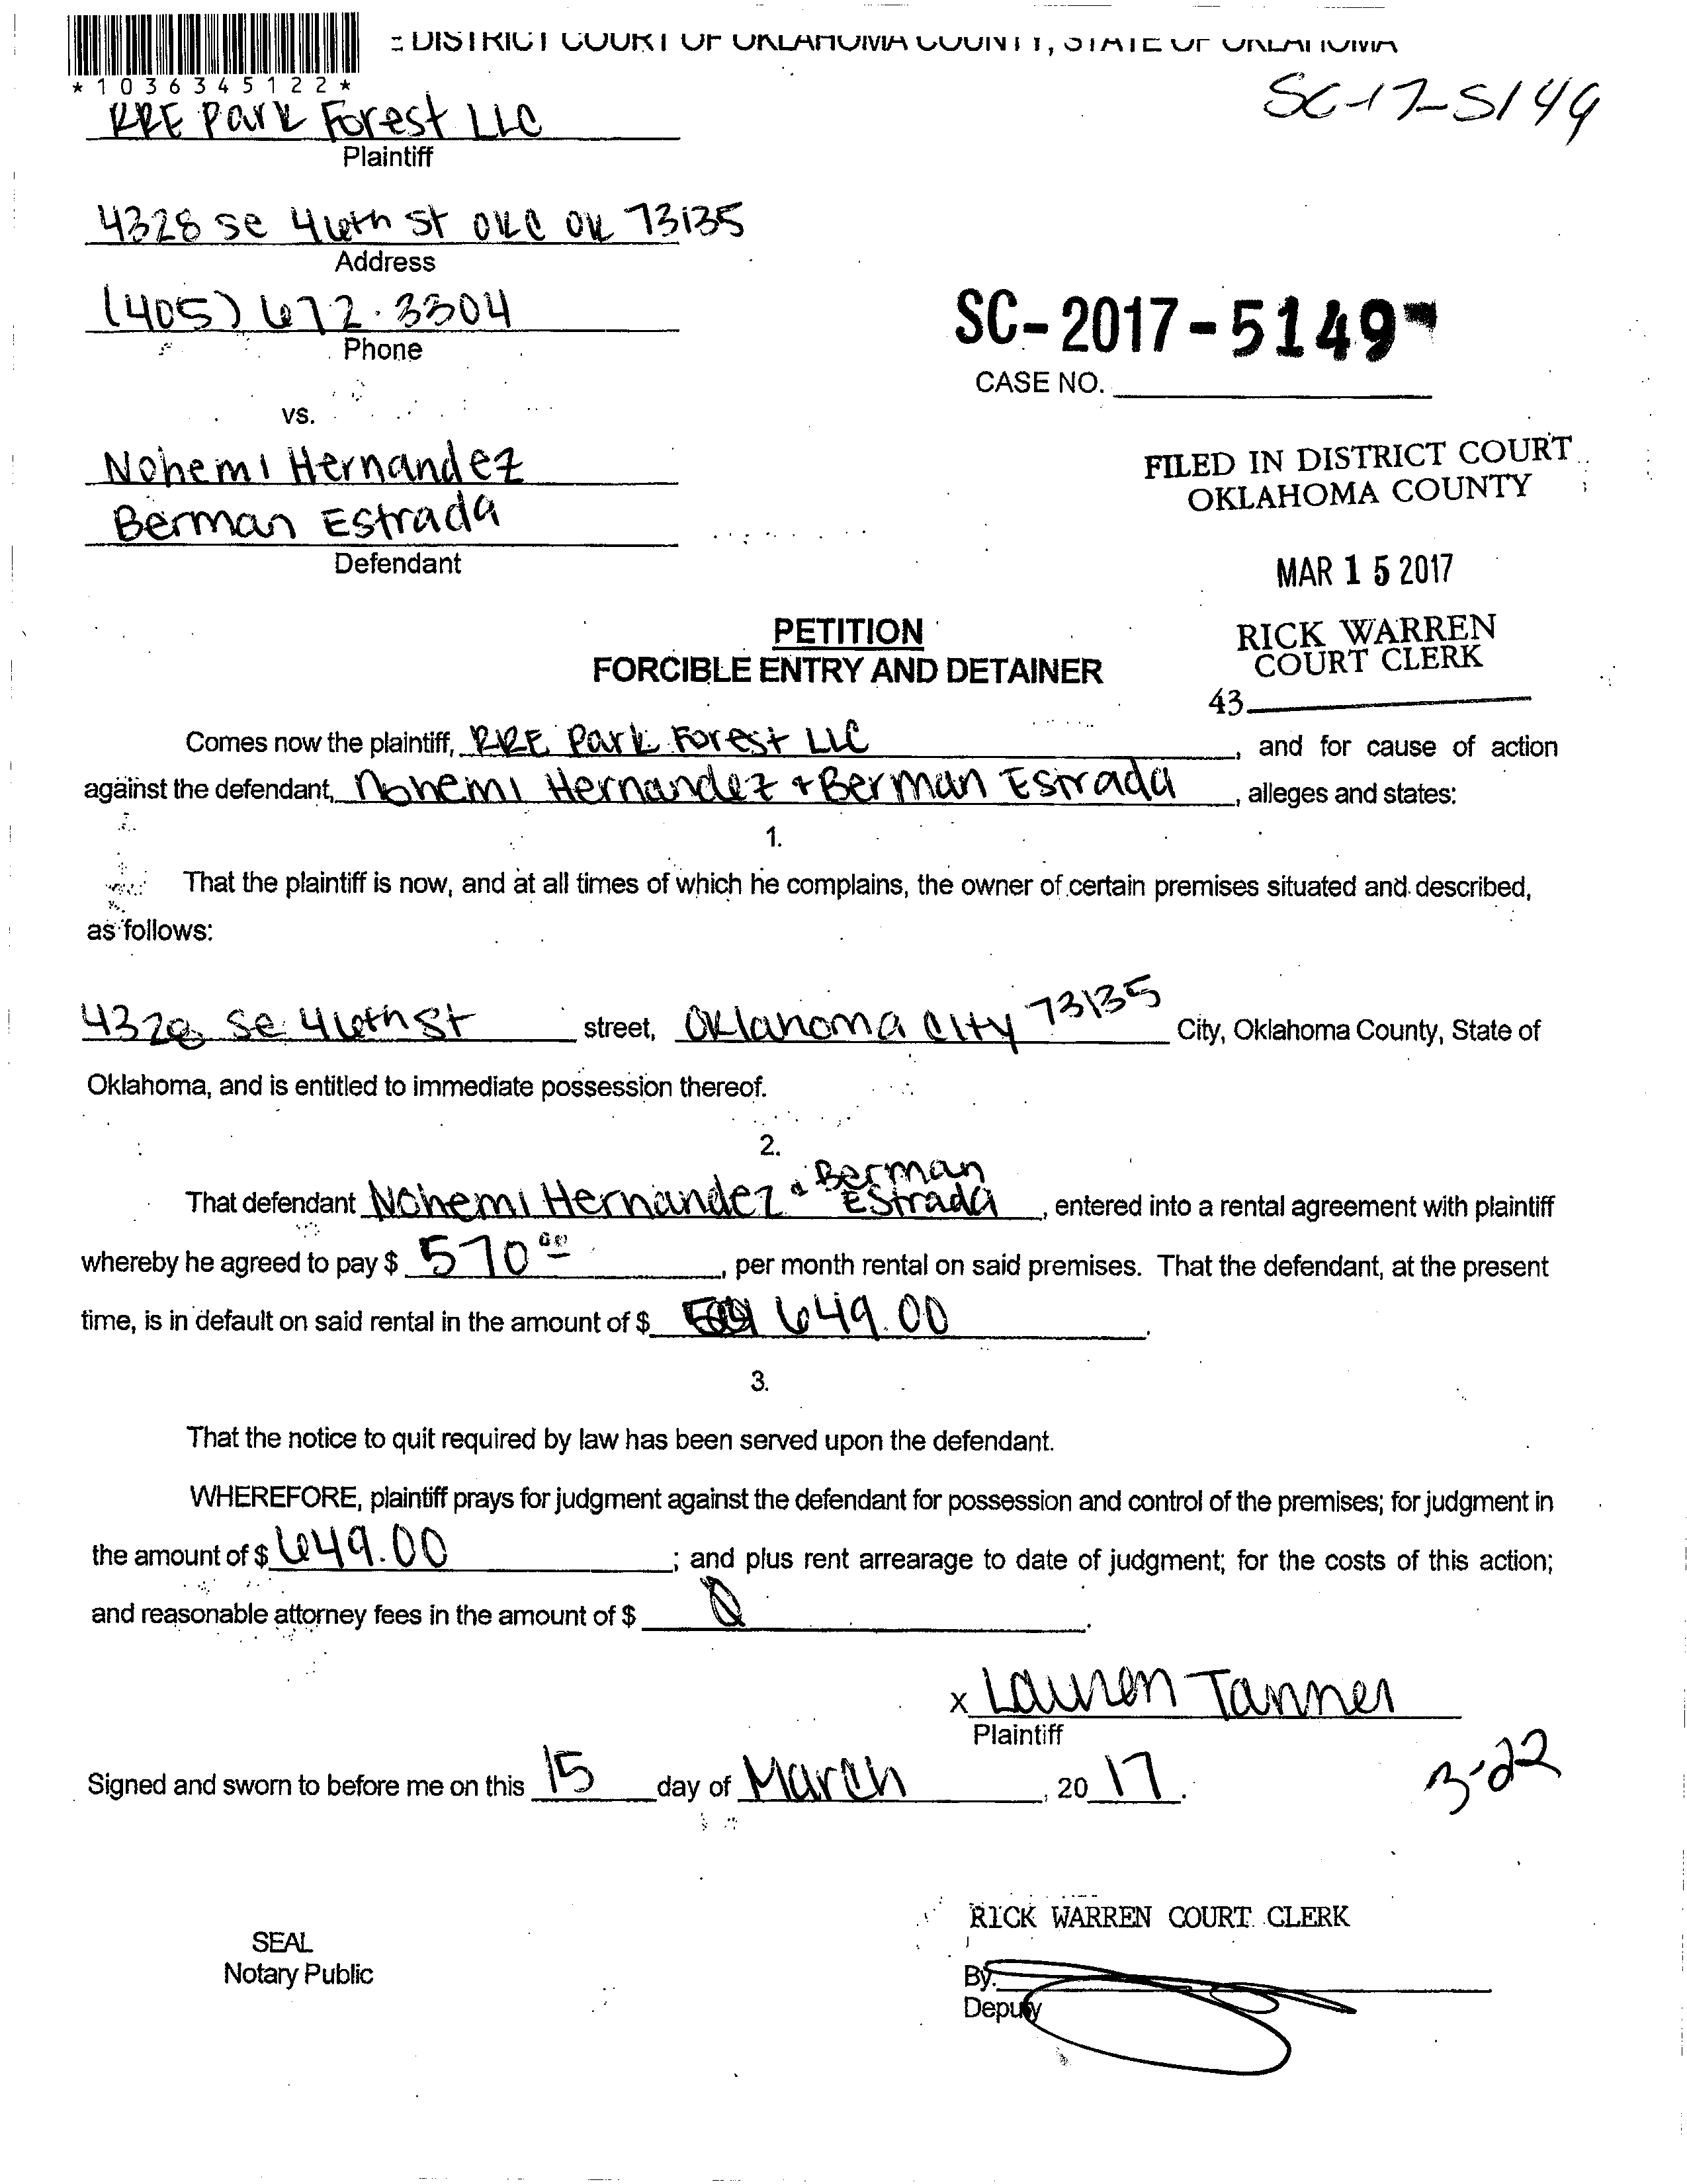 DISTRICT COURT OF OKLAHOMA COUNTY, STATE OF OKLAHOMA
*1036345122*
SC-17-5149
RRE Park Forest LLC
Plaintiff
4328 se 46th St OKC OK 73135
Address
(405) 672.3304
Phone
SC-2017-5149
CASE NO.
vs.
Nohemi Hernandez
Berman Estrada
Defendant
FILED IN DISTRICT COURT
OKLAHOMA COUNTY
MAR 15 2017
RICK WARREN
COURT CLERK
43
PETITION
FORCIBLE ENTRY AND DETAINER
Comes now the plaintiff, RRE Park Forest LLC, and for cause of action
against the defendant, Nohemi Hernandez + Berman Estrada, alleges and states:
1.
That the plaintiff is now, and at all times of which he complains, the owner of certain premises situated and described,
as follows:
4328 se 46th St street, Oklahoma City 73135 City, Oklahoma County, State of
Oklahoma, and is entitled to immediate possession thereof.
2.
That defendant Nohemi Hernandez + Berman Estrada, entered into a rental agreement with plaintiff
whereby he agreed to pay $ 570 00, per month rental on said premises. That the defendant, at the present
time, is in default on said rental in the amount of $ 649.00.
3.
That the notice to quit required by law has been served upon the defendant.
WHEREFORE, plaintiff prays for judgment against the defendant for possession and control of the premises; for judgment in
the amount of $ 649.00; and plus rent arrearage to date of judgment; for the costs of this action;
and reasonable attorney fees in the amount of $ 0.
x Lauren Tanner
Plaintiff
Signed and sworn to before me on this 15 day of March, 20 17.
3-22
RICK WARREN COURT CLERK
SEAL
Notary Public
By.
Deputy